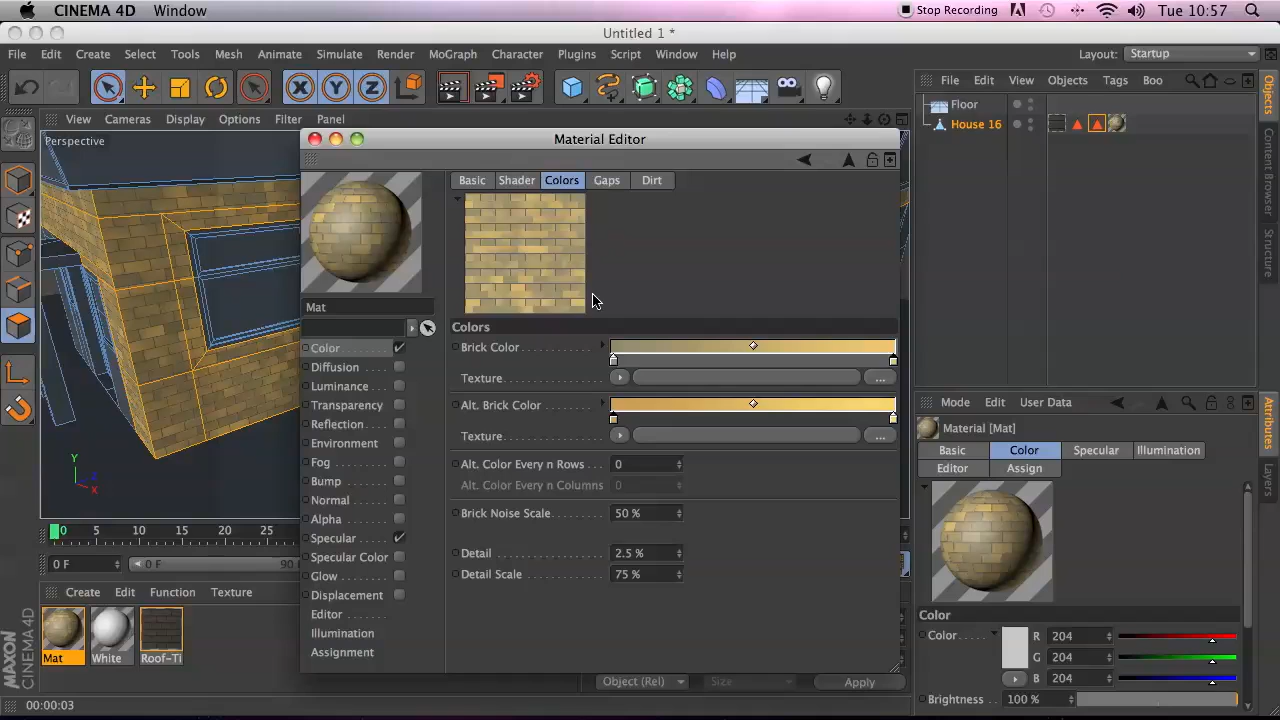 CINEMA 4D Window Stop Recording Tue 10:57
Untitled 1 *
File Edit Create Select Tools Mesh Animate Simulate Render MoGraph Character Plugins Script Window Help Layout: Startup
File Edit View Objects Tags Boo
Floor
House 16
Objects
Content Browser
Structure
View Cameras Display Options Filter Panel
Perspective
Material Editor
Basic Shader Colors Gaps Dirt
Mat
Color
Diffusion
Luminance
Transparency
Reflection
Environment
Fog
Bump
Normal
Alpha
Specular
Specular Color
Glow
Displacement
Editor
Illumination
Assignment
Colors
Brick Color
Texture ...
Alt. Brick Color
Texture ...
Alt. Color Every n Rows 0
Alt. Color Every n Columns 0
Brick Noise Scale 50 %
Detail 2.5 %
Detail Scale 75 %
Mode Edit User Data
Material [Mat]
Basic Color Specular Illumination
Editor Assign
Color
Color R 204
G 204
B 204
Brightness 100 %
Attributes
Layers
Y
Z
X
0 5 10 15 20 25 30
0 F 0 F 90
Create Edit Function Texture
Mat White Roof-Ti
Object (Rel) Size Apply
MAXON
CINEMA 4D
00:00:03